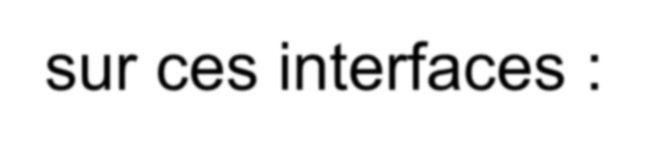 sur ces interfaces :